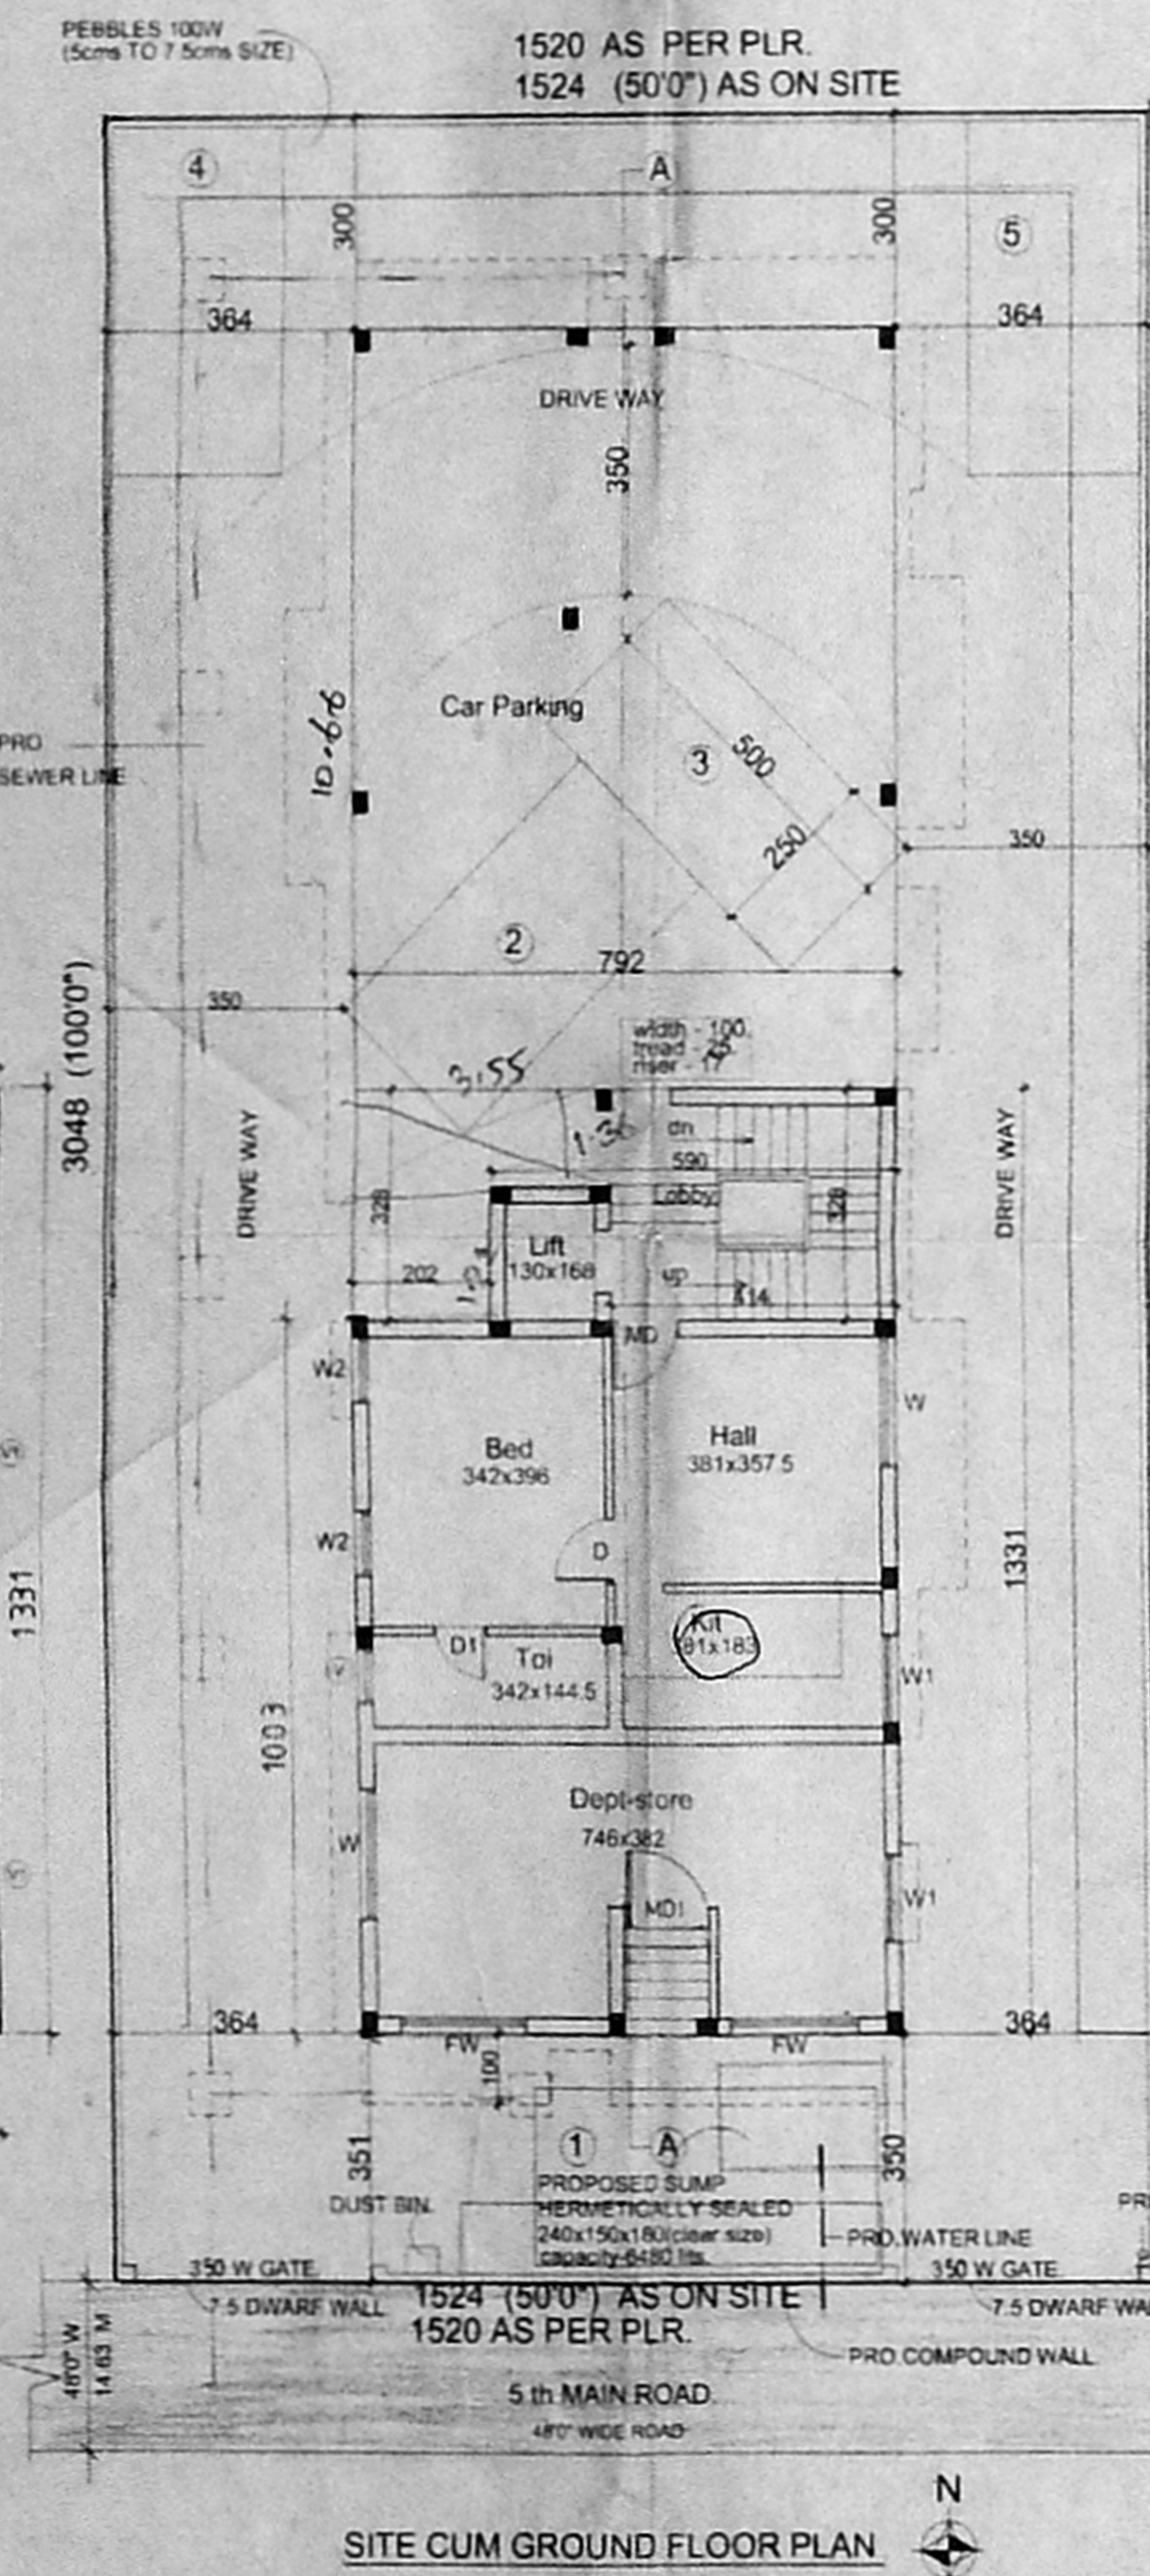 PEBBLES 100W
(5cms TO 7.5cms SIZE)
1520 AS PER PLR.
1524 (50'0") AS ON SITE
4
A
300
300
5
364
364
DRIVE WAY
350
Car Parking
10.66
PRO
SEWER LINE
3
500
250
350
2
792
350
3048 (100'0")
width - 100
riser - 17
3.55
1.30
dn
590
DRIVE WAY
DRIVE WAY
328
Lobby
328
Lift
130x168
202
up
414
MD
W2
W
Bed
342x396
Hall
381x357.5
W2
D
1331
1331
Kit
81x183
D1
Toi
342x144.5
W1
1003
Dept-store
746x382
W
W1
MD1
364
364
FW
FW
100
351
1
A
350
PROPOSED SUMP
DUST BIN.
HERMETICALLY SEALED
240x150x180(clear size)
capacity-6480 lts.
PRO.WATER LINE
350 W GATE
350 W GATE
7.5 DWARF WALL
1524 (50'0") AS ON SITE
7.5 DWARF WA
1520 AS PER PLR.
48'0" W
14.63 M
PRO.COMPOUND WALL
5 th MAIN ROAD.
48'0" WIDE ROAD
N
SITE CUM GROUND FLOOR PLAN